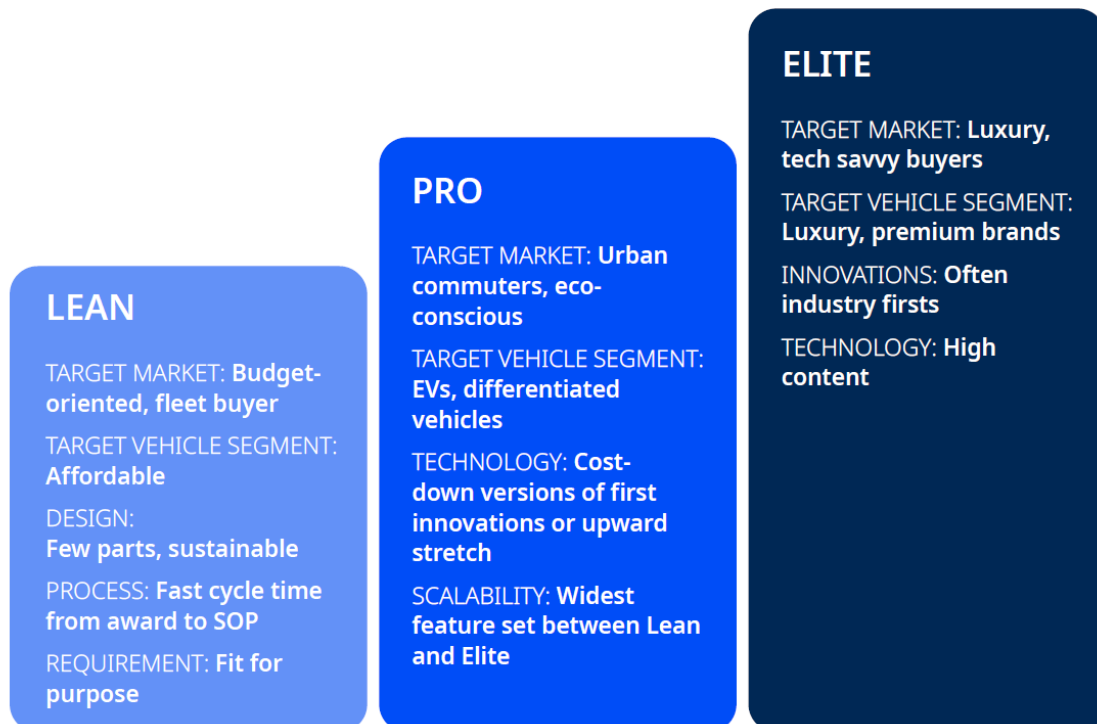 LEAN
TARGET MARKET: Budget-
oriented, fleet buyer
TARGET VEHICLE SEGMENT:
Affordable
DESIGN:
Few parts, sustainable
PROCESS: Fast cycle time
from award to SOP
REQUIREMENT: Fit for
purpose
PRO
TARGET MARKET: Urban
commuters, eco-
conscious
TARGET VEHICLE SEGMENT:
EVs, differentiated
vehicles
TECHNOLOGY: Cost-
down versions of first
innovations or upward
stretch
SCALABILITY: Widest
feature set between Lean
and Elite
ELITE
TARGET MARKET: Luxury,
tech savvy buyers
TARGET VEHICLE SEGMENT:
Luxury, premium brands
INNOVATIONS: Often
industry firsts
TECHNOLOGY: High
content